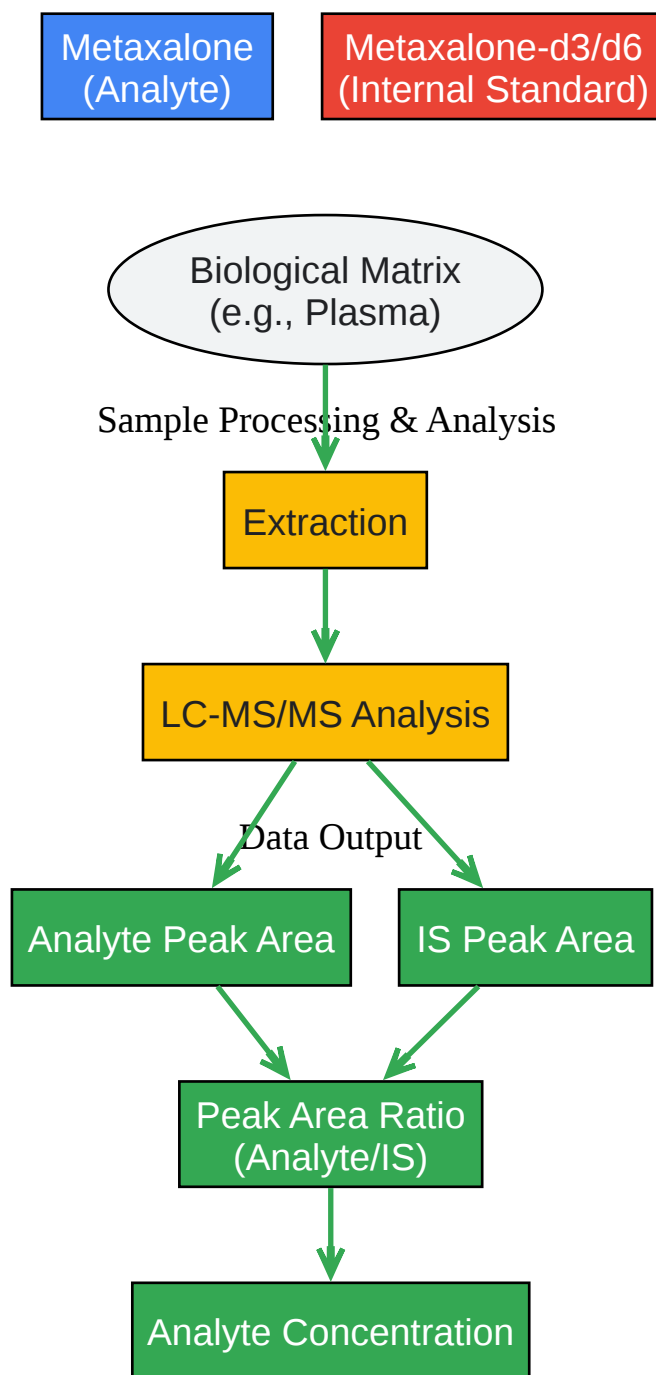 Metaxalone
(Analyte)
Metaxalone-d3/d6
(Internal Standard)
Biological Matrix
(e.g., Plasma)
Sample Processing & Analysis
Extraction
LC-MS/MS Analysis
Data Output
Analyte Peak Area
IS Peak Area
Peak Area Ratio
(Analyte/IS)
Analyte Concentration